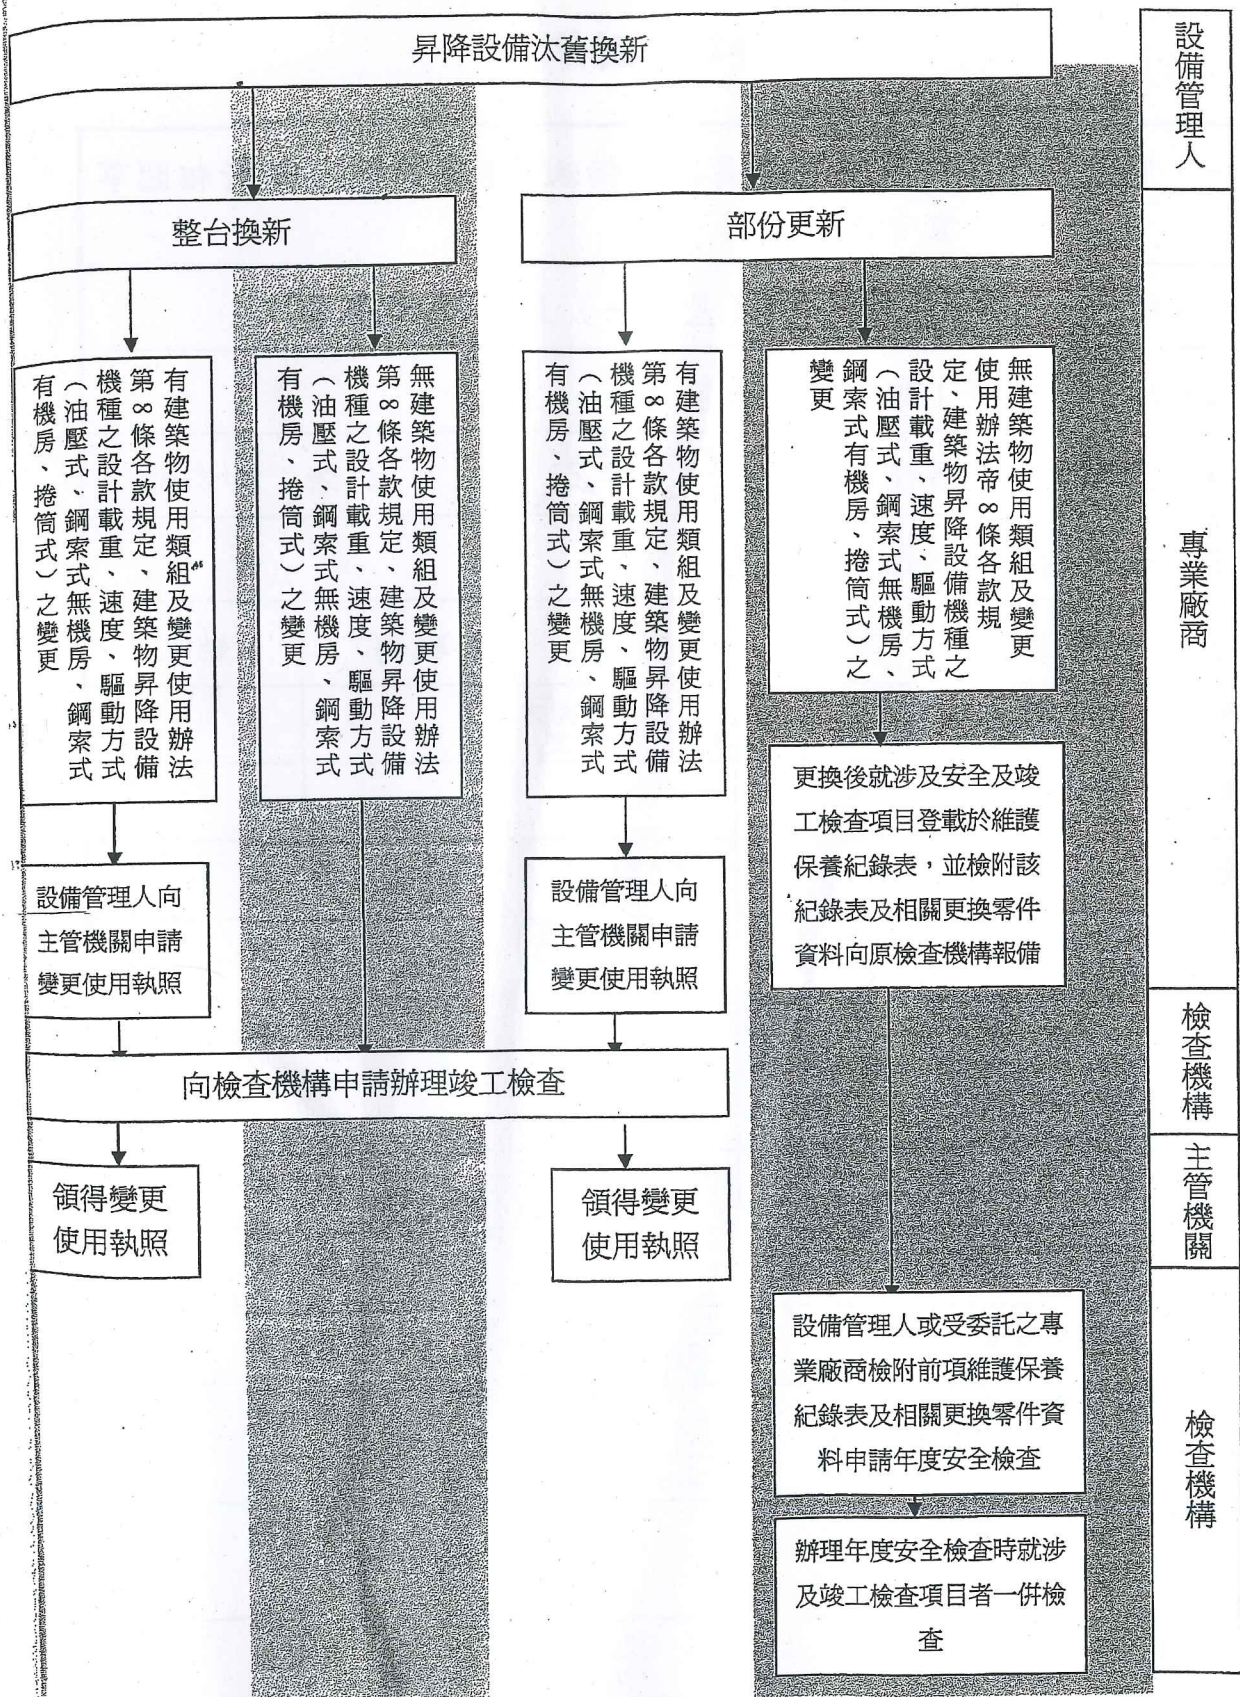 昇降設備汰舊換新
設備管理人
整台換新
部份更新
專業廠商
有建築物使用類組及變更使用辦法
第8條各款規定、建築物昇降設備
機種之設計載重、速度、驅動方式
（油壓式、鋼索式無機房、鋼索式
有機房、捲筒式）之變更
無建築物使用類組及變更使用辦法
第8條各款規定、建築物昇降設備
機種之設計載重、速度、驅動方式
（油壓式、鋼索式無機房、鋼索式
有機房、捲筒式）之變更
有建築物使用類組及變更使用辦法
第8條各款規定、建築物昇降設備
機種之設計載重、速度、驅動方式
（油壓式、鋼索式無機房、鋼索式
有機房、捲筒式）之變更
無建築物使用類組及變更
使用辦法帝8條各款規
定、建築物昇降設備機種之
設計載重、速度、驅動方式
（油壓式、鋼索式無機房、
鋼索式有機房、捲筒式）之
變更
更換後就涉及安全及竣
工檢查項目登載於維護
保養紀錄表，並檢附該
紀錄表及相關更換零件
資料向原檢查機構報備
設備管理人向
主管機關申請
變更使用執照
設備管理人向
主管機關申請
變更使用執照
檢查機構
向檢查機構申請辦理竣工檢查
主管機關
領得變更
使用執照
領得變更
使用執照
檢查機構
設備管理人或受委託之專
業廠商檢附前項維護保養
紀錄表及相關更換零件資
料申請年度安全檢查
辦理年度安全檢查時就涉
及竣工檢查項目者一併檢
查